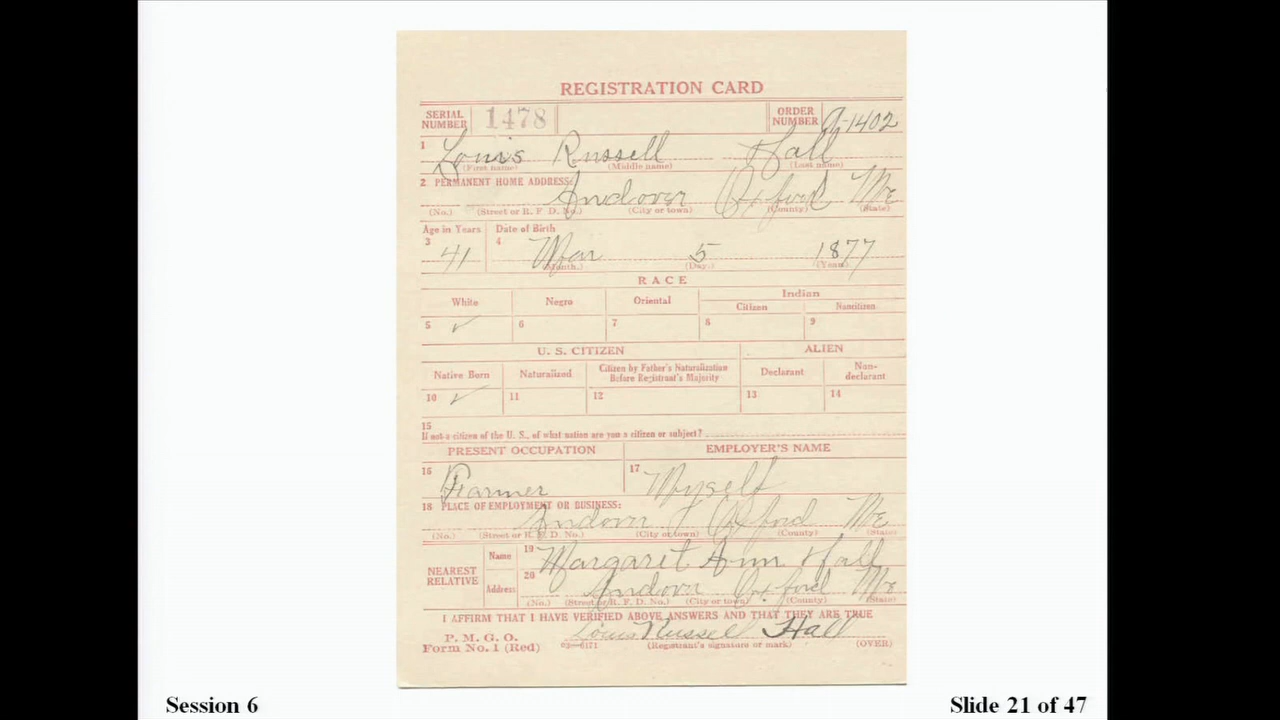 REGISTRATION CARD
SERIAL NUMBER 1478 ORDER NUMBER A-1402
1 Louis Russell Hall
(First name) (Middle name) (Last name)
2 PERMANENT HOME ADDRESS: Andover Oxford Me
(No.) (Street or R. F. D. No.) (City or town) (County) (State)
Age in Years Date of Birth
3 41 4 Mar 5 1877
(Month.) (Day.) (Year.)
RACE
White Negro Oriental Indian
Citizen Noncitizen
5 ✓ 6 7 8 9
U. S. CITIZEN ALIEN
Native Born Naturalized Citizen by Father's Naturalization Before Registrant's Majority Declarant Non-declarant
10 ✓ 11 12 13 14
15
If not a citizen of the U. S., of what nation are you a citizen or subject?
PRESENT OCCUPATION EMPLOYER'S NAME
16 Farmer 17 Myself
18 PLACE OF EMPLOYMENT OR BUSINESS:
Andover Oxford Me
(No.) (Street or R. F. D. No.) (City or town) (County) (State)
NEAREST RELATIVE Name 19 Margaret Ann Hall
Address 20 Andover Oxford Me
(No.) (Street or R. F. D. No.) (City or town) (County) (State)
I AFFIRM THAT I HAVE VERIFIED ABOVE ANSWERS AND THAT THEY ARE TRUE
P. M. G. O.
Form No. 1 (Red) 03—6171 Louis Russell Hall
(Registrant's signature or mark) (OVER)
Session 6 Slide 21 of 47